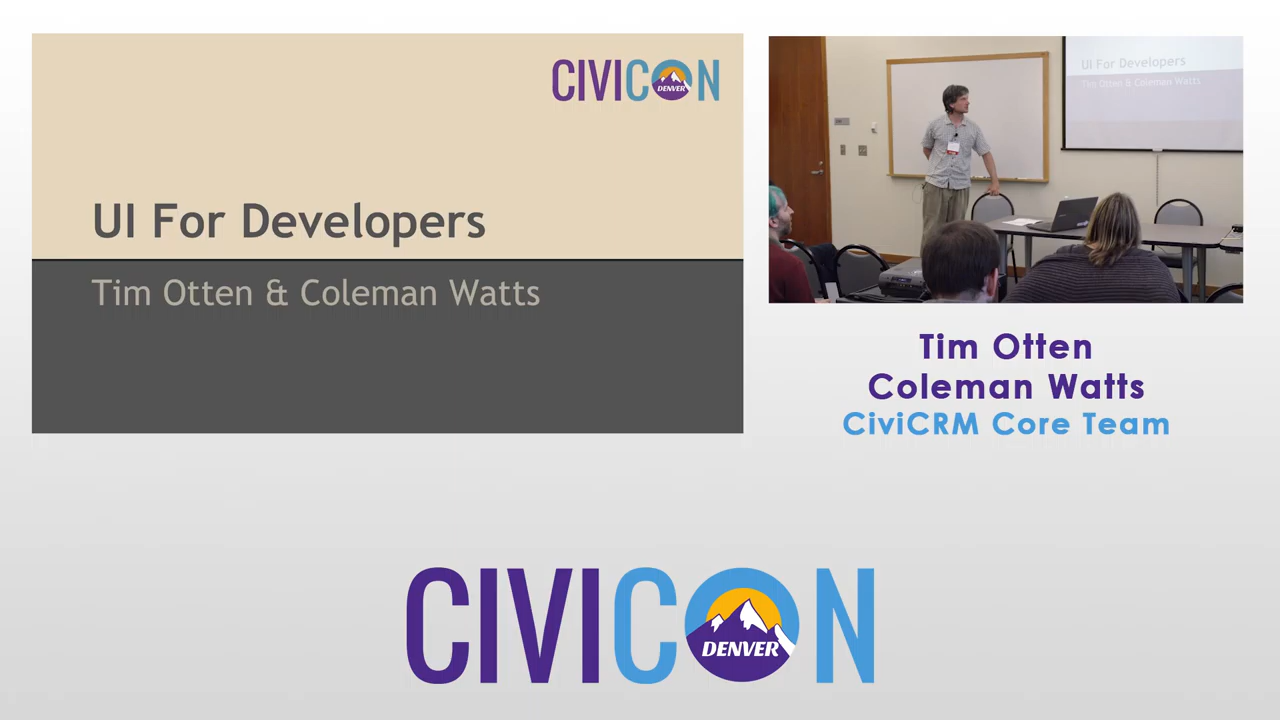 CIVICON
DENVER
UI For Developers
Tim Otten & Coleman Watts
UI For Developers
Tim Otten & Coleman Watts
Tim Otten
Coleman Watts
CiviCRM Core Team
CIVICON
DENVER